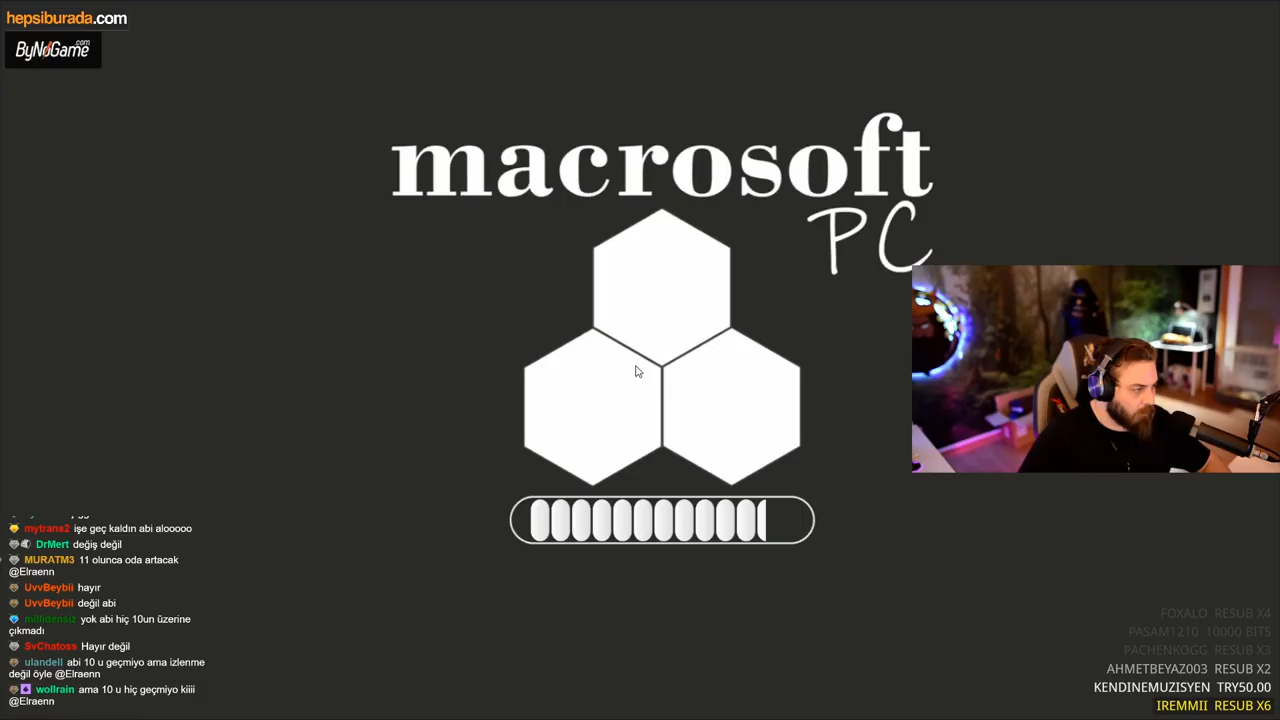 hepsiburada.com
ByNoGame.com
macrosoft
PC
mytrans2 işe geç kaldın abi alooooo
DrMert değiş değil
MURATM3 11 olunca oda artacak
@Elraenn
UvvBeybii hayır
UvvBeybii değil abi
millidensiz yok abi hiç 10un üzerine
çıkmadı
SvChatoss Hayır değil
ulandell abi 10 u geçmiyo ama izlenme
değil öyle @Elraenn
wollrain ama 10 u hiç geçmiyo kiiii
@Elraenn
FOXALO RESUB X4
PASAM1210 10000 BITS
PACHENKOGG RESUB X3
AHMETBEYAZ003 RESUB X2
KENDINEMUZISYEN TRY50.00
IREMMII RESUB X6